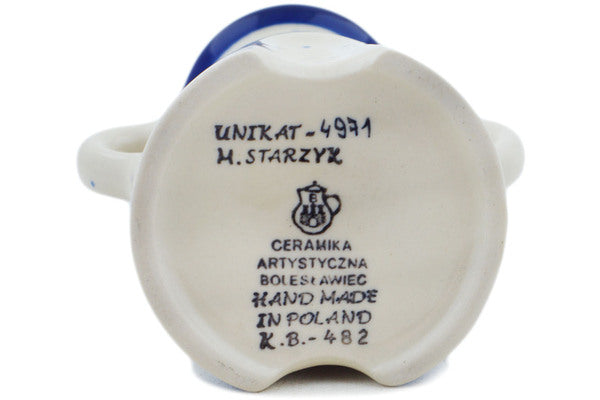 UNIKAT-4971
M. STARZYK
B
CERAMIKA
ARTYSTYCZNA
BOLESŁAWIEC
HAND MADE
IN POLAND
K.B.-482